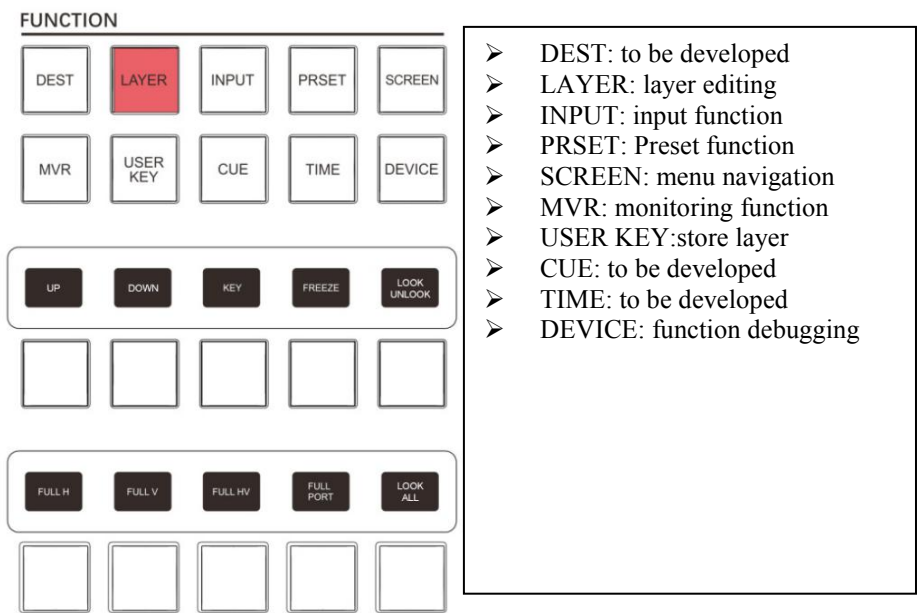 FUNCTION
DEST
LAYER
INPUT
PRSET
SCREEN
MVR
USER
KEY
CUE
TIME
DEVICE
UP
DOWN
KEY
FREEZE
LOOK
UNLOOK
FULL H
FULL V
FULL HV
FULL
PORT
LOOK
ALL
➢ DEST: to be developed
➢ LAYER: layer editing
➢ INPUT: input function
➢ PRSET: Preset function
➢ SCREEN: menu navigation
➢ MVR: monitoring function
➢ USER KEY:store layer
➢ CUE: to be developed
➢ TIME: to be developed
➢ DEVICE: function debugging